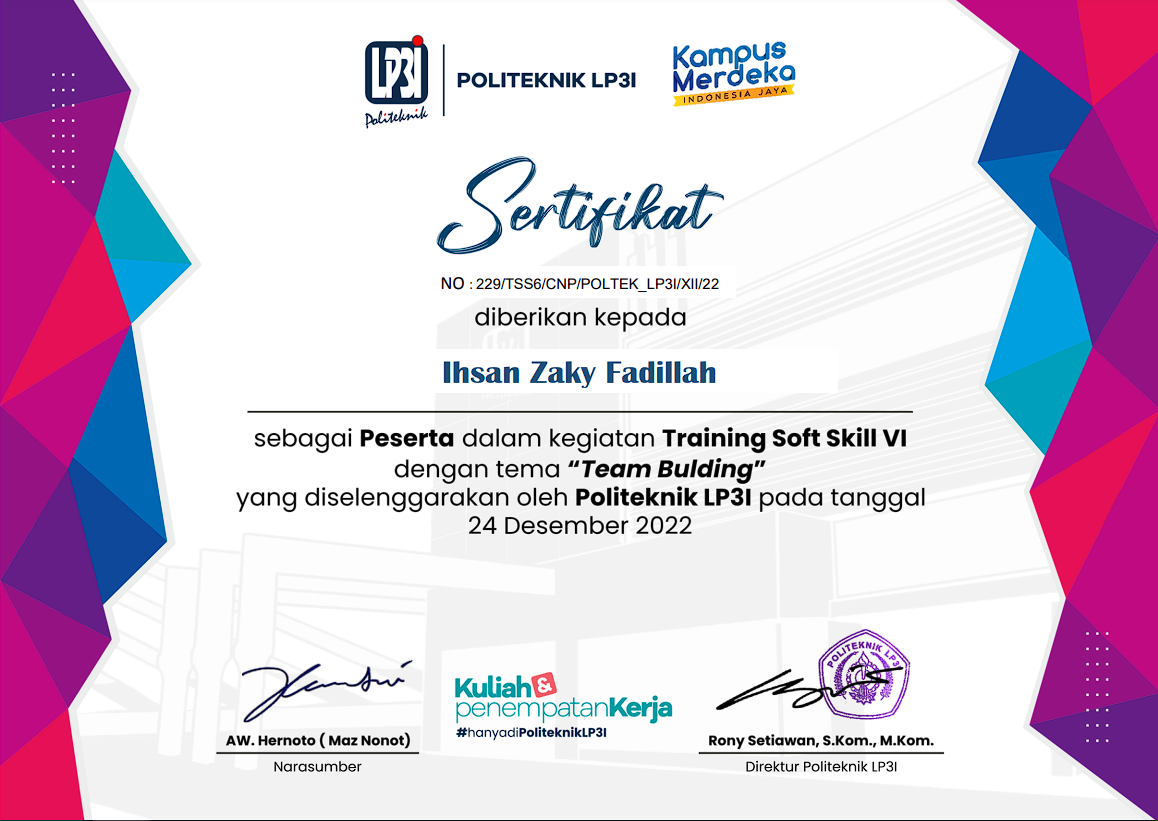 LP3I
Politeknik
POLITEKNIK LP3I
Kampus
Merdeka
INDONESIA JAYA
Sertifikat
NO : 229/TSS6/CNP/POLTEK_LP3I/XII/22
diberikan kepada
Ihsan Zaky Fadillah
sebagai Peserta dalam kegiatan Training Soft Skill VI
dengan tema “Team Bulding”
yang diselenggarakan oleh Politeknik LP3I pada tanggal
24 Desember 2022
Kuliah&
penempatanKerja
#hanyadiPoliteknikLP3I
POLITEKNIK LP3I
AW. Hernoto ( Maz Nonot)
Narasumber
Rony Setiawan, S.Kom., M.Kom.
Direktur Politeknik LP3I